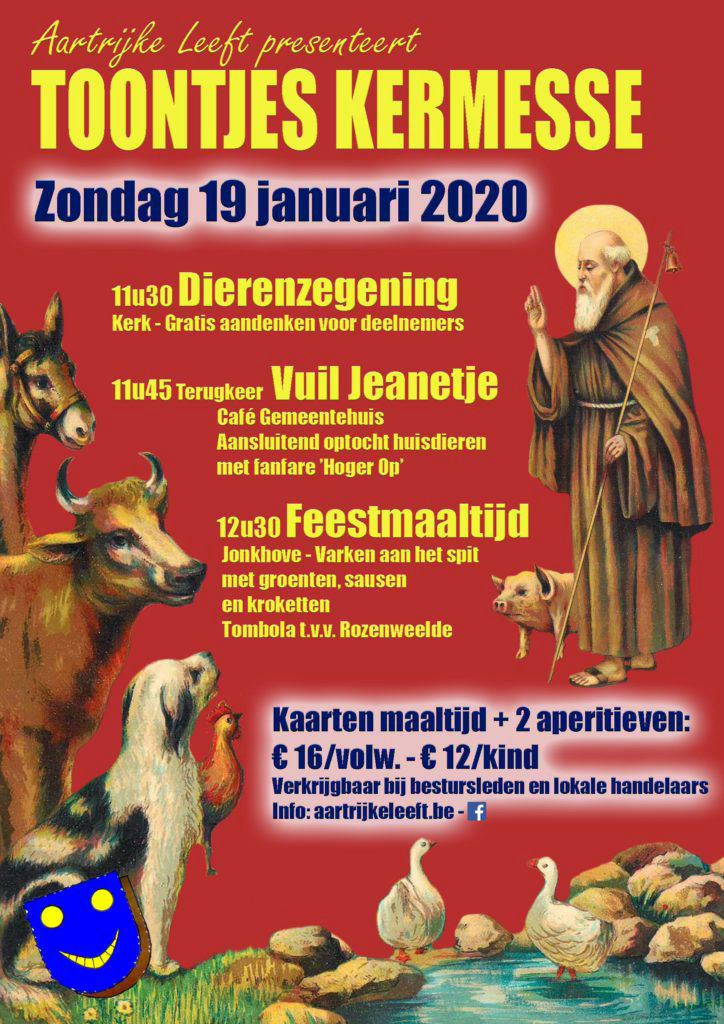 Aartrijke Leeft presenteert
TOONTJES KERMESSE
Zondag 19 januari 2020
11u30 Dierenzegening
Kerk - Gratis aandenken voor deelnemers
11u45 Terugkeer Vuil Jeanetje
Café Gemeentehuis
Aansluitend optocht huisdieren
met fanfare 'Hoger Op'
12u30 Feestmaaltijd
Jonkhove - Varken aan het spit
met groenten, sausen
en kroketten
Tombola t.v.v. Rozenweelde
Kaarten maaltijd + 2 aperitieven:
€ 16/volw. - € 12/kind
Verkrijgbaar bij bestursleden en lokale handelaars
Info: aartrijkeleeft.be - f